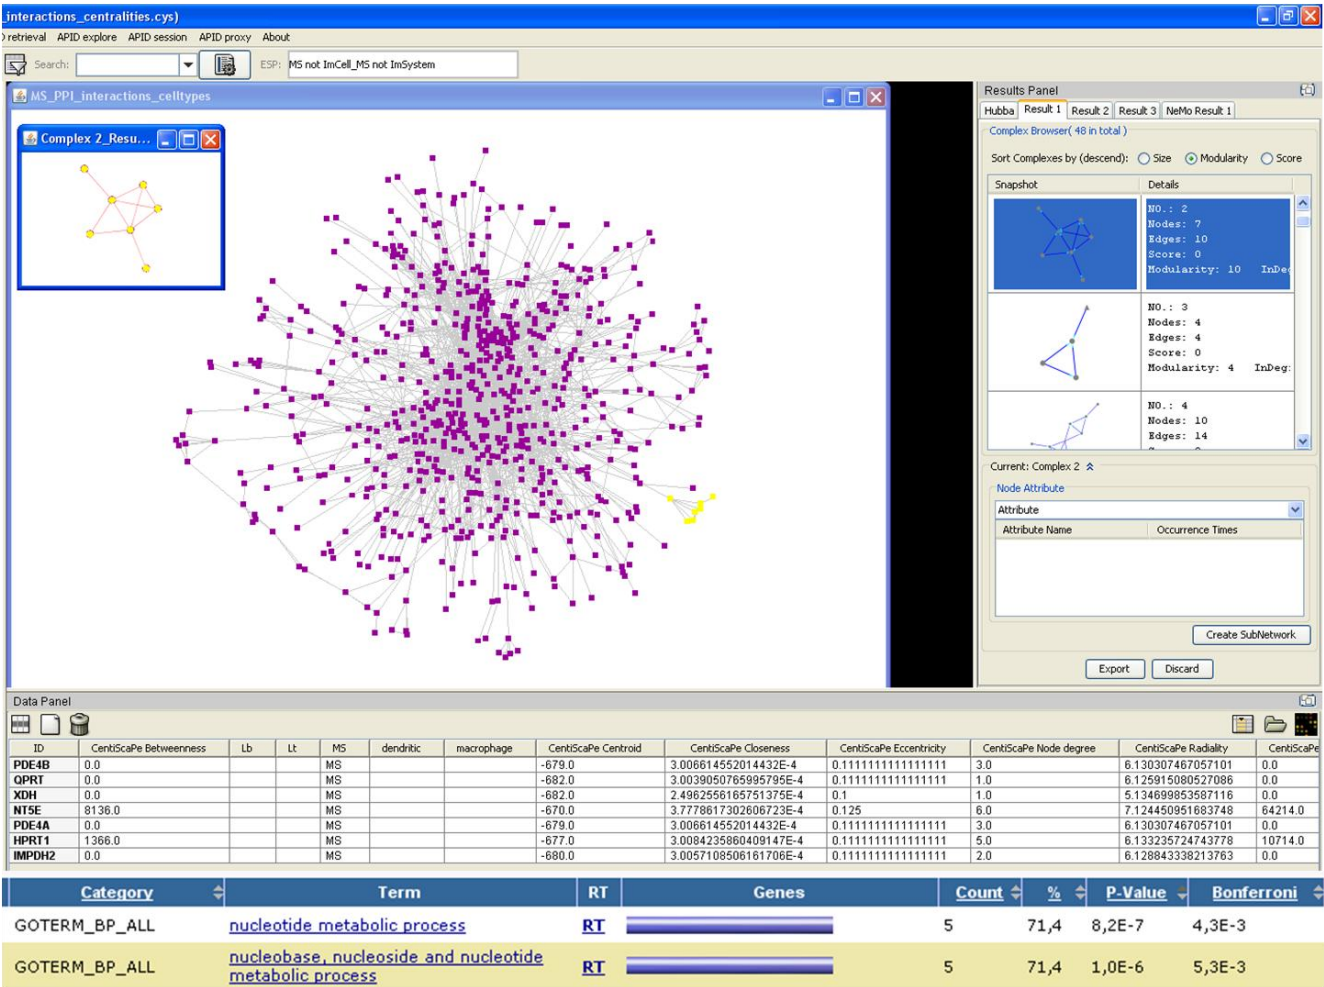 _interactions_centralities.cys)
retrieval APID explore APID session APID proxy About
Search: ESP: MS not ImCell_MS not ImSystem
MS_PPI_interactions_celltypes
Complex 2_Resu...
Results Panel
Hubba Result 1 Result 2 Result 3 NeMo Result 1
Complex Browser( 48 in total )
Sort Complexes by (descend): Size Modularity Score
Snapshot Details
NO.: 2
Nodes: 7
Edges: 10
Score: 0
Modularity: 10 InDeg
NO.: 3
Nodes: 4
Edges: 4
Score: 0
Modularity: 4 InDeg:
NO.: 4
Nodes: 10
Edges: 14
Current: Complex 2
Node Attribute
Attribute
Attribute Name Occurrence Times
Create SubNetwork
Export Discard
Data Panel
ID CentiScaPe Betweenness Lb Lt MS dendritic macrophage CentiScaPe Centroid CentiScaPe Closeness CentiScaPe Eccentricity CentiScaPe Node degree CentiScaPe Radiality CentiScaPe
PDE4B 0.0 MS -679.0 3.006614552014432E-4 0.1111111111111111 3.0 6.130307467057101 0.0
QPRT 0.0 MS -682.0 3.0039050765995795E-4 0.1111111111111111 1.0 6.125915080527086 0.0
XDH 0.0 MS -682.0 2.4962556165751375E-4 0.1 1.0 5.134699853587116 0.0
NT5E 8136.0 MS -670.0 3.7778617302606723E-4 0.125 6.0 7.124450951683748 64214.0
PDE4A 0.0 MS -679.0 3.006614552014432E-4 0.1111111111111111 3.0 6.130307467057101 0.0
HPRT1 1366.0 MS -677.0 3.0084235860409147E-4 0.1111111111111111 5.0 6.133235724743778 10714.0
IMPDH2 0.0 MS -680.0 3.0057108506161706E-4 0.1111111111111111 2.0 6.128843338213763 0.0
Category Term RT Genes Count % P-Value Bonferroni
GOTERM_BP_ALL nucleotide metabolic process RT 5 71,4 8,2E-7 4,3E-3
GOTERM_BP_ALL nucleobase, nucleoside and nucleotide metabolic process RT 5 71,4 1,0E-6 5,3E-3